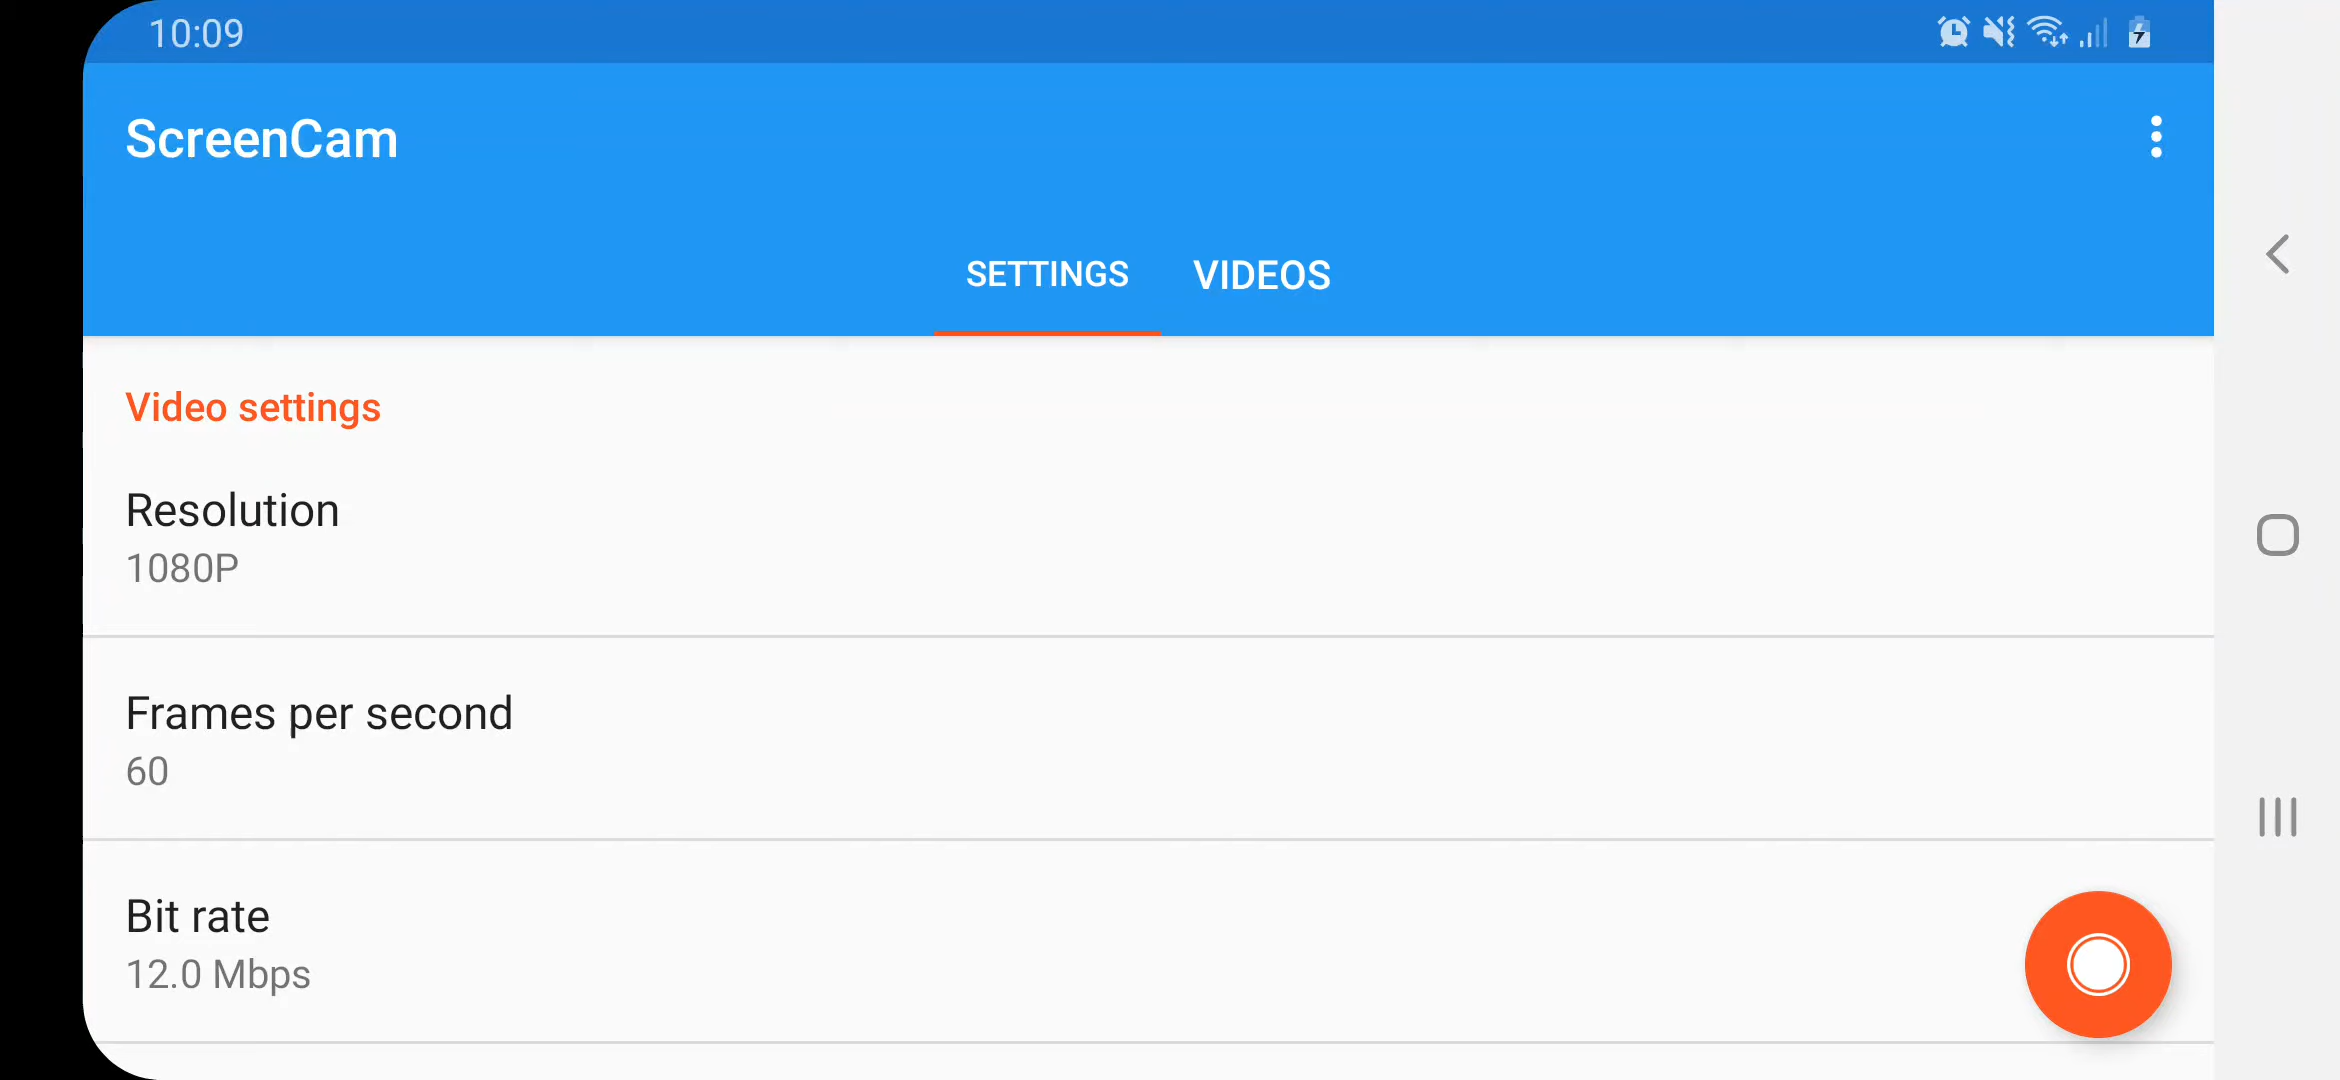 10:09
ScreenCam
SETTINGS VIDEOS
Video settings
Resolution
1080P
Frames per second
60
Bit rate
12.0 Mbps